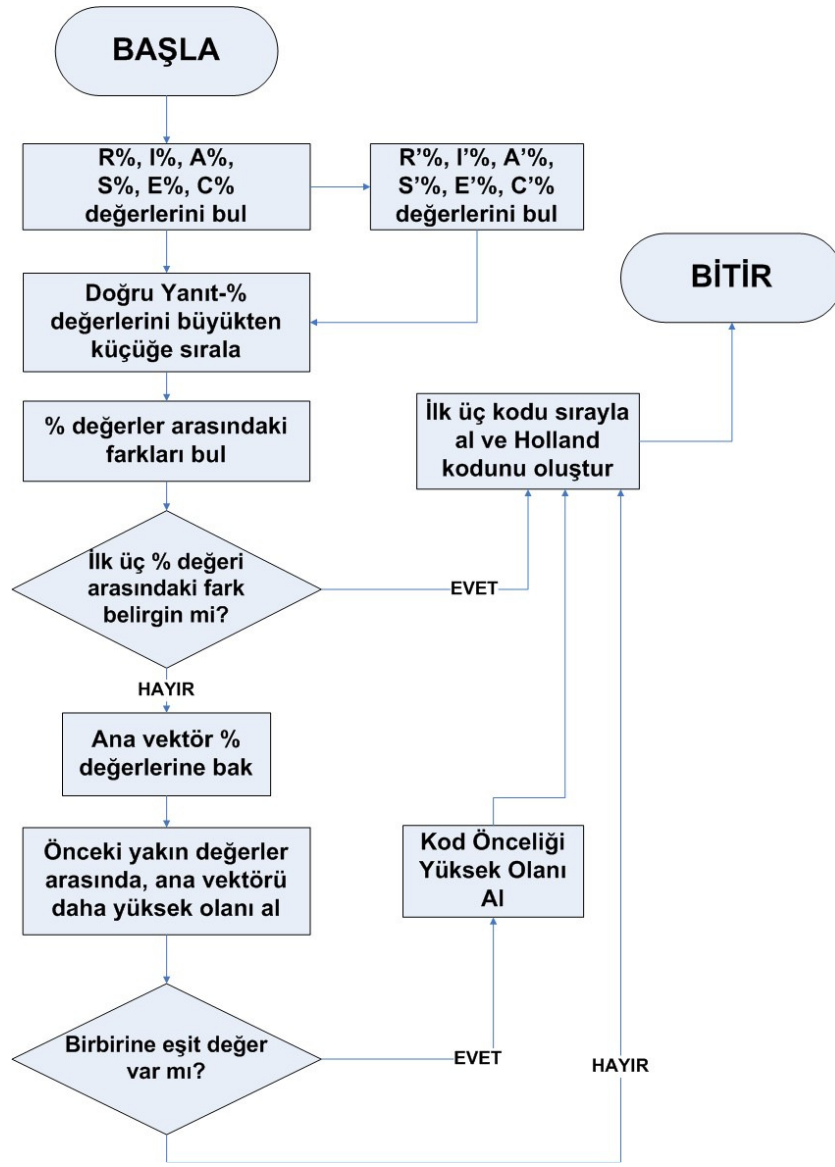 BAŞLA
R%, I%, A%,
S%, E%, C%
değerlerini bul
R’%, I’%, A’%,
S’%, E’%, C’%
değerlerini bul
BİTİR
Doğru Yanıt-%
değerlerini büyükten
küçüğe sırala
% değerler arasındaki
farkları bul
İlk üç kodu sırayla
al ve Holland
kodunu oluştur
İlk üç % değeri
arasındaki fark
belirgin mi?
EVET
HAYIR
Ana vektör %
değerlerine bak
Önceki yakın değerler
arasında, ana vektörü
daha yüksek olanı al
Kod Önceliği
Yüksek Olanı
Al
Birbirine eşit değer
var mı?
EVET
HAYIR